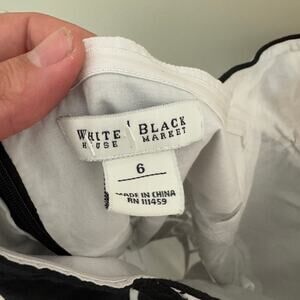 WHITE BLACK
HOUSE MARKET
6
MADE IN CHINA
RN 111459